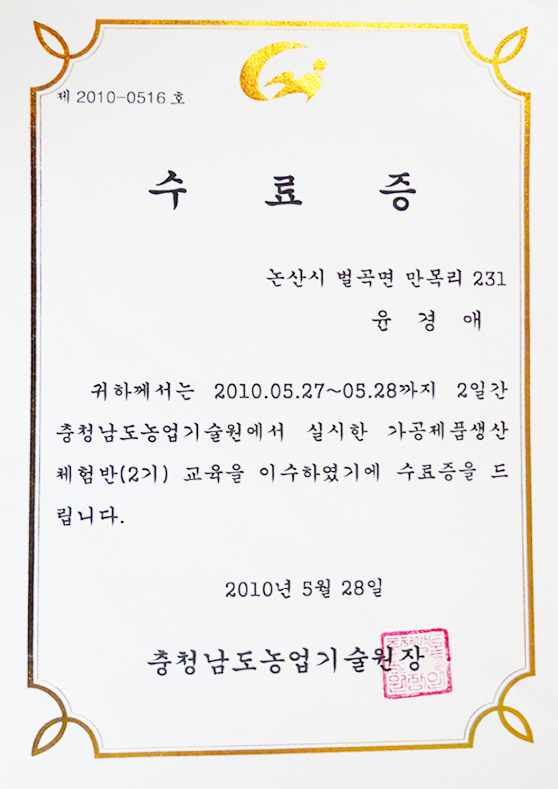 제 2010-0516 호
수 료 증
논산시 벌곡면 만목리 231
윤 경 애
귀하께서는 2010.05.27~05.28까지 2일간
충청남도농업기술원에서 실시한 가공제품생산
체험반(2기) 교육을 이수하였기에 수료증을 드
립니다.
2010년 5월 28일
충청남도농업기술원장